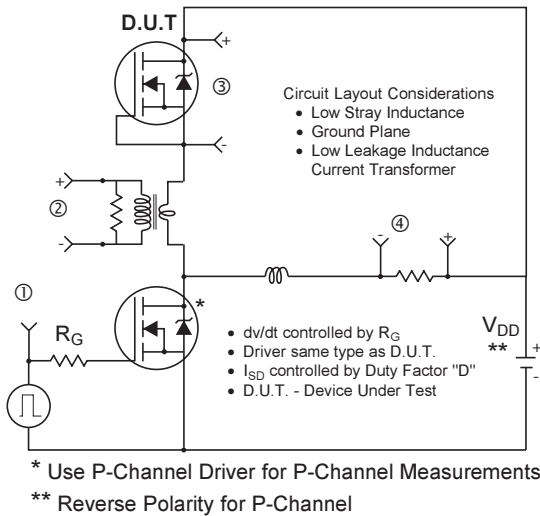 D.U.T
+
③
-
Circuit Layout Considerations
• Low Stray Inductance
• Ground Plane
• Low Leakage Inductance
Current Transformer
+
②
-
-
④
+
①
R_G
*
• dv/dt controlled by R_G
• Driver same type as D.U.T.
• I_SD controlled by Duty Factor "D"
• D.U.T. - Device Under Test
V_DD
**
+
-
* Use P-Channel Driver for P-Channel Measurements
** Reverse Polarity for P-Channel